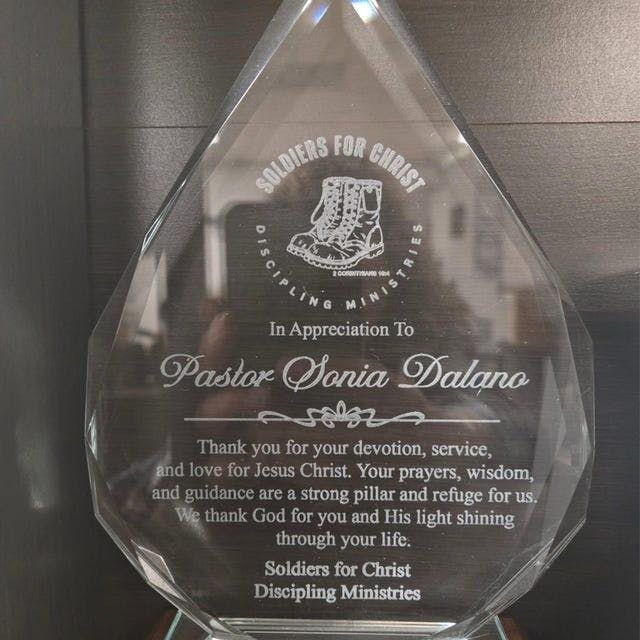 SOLDIERS FOR CHRIST
2 CORINTHIANS 10:4
DISCIPLING MINISTRIES
In Appreciation To
Pastor Sonia Dalano
Thank you for your devotion, service,
and love for Jesus Christ. Your prayers, wisdom,
and guidance are a strong pillar and refuge for us.
We thank God for you and His light shining
through your life.
Soldiers for Christ
Discipling Ministries